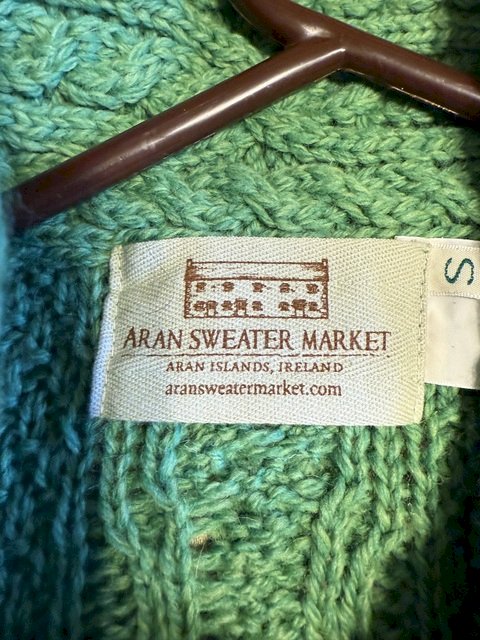 ARAN SWEATER MARKET
ARAN ISLANDS, IRELAND
aransweatermarket.com
S